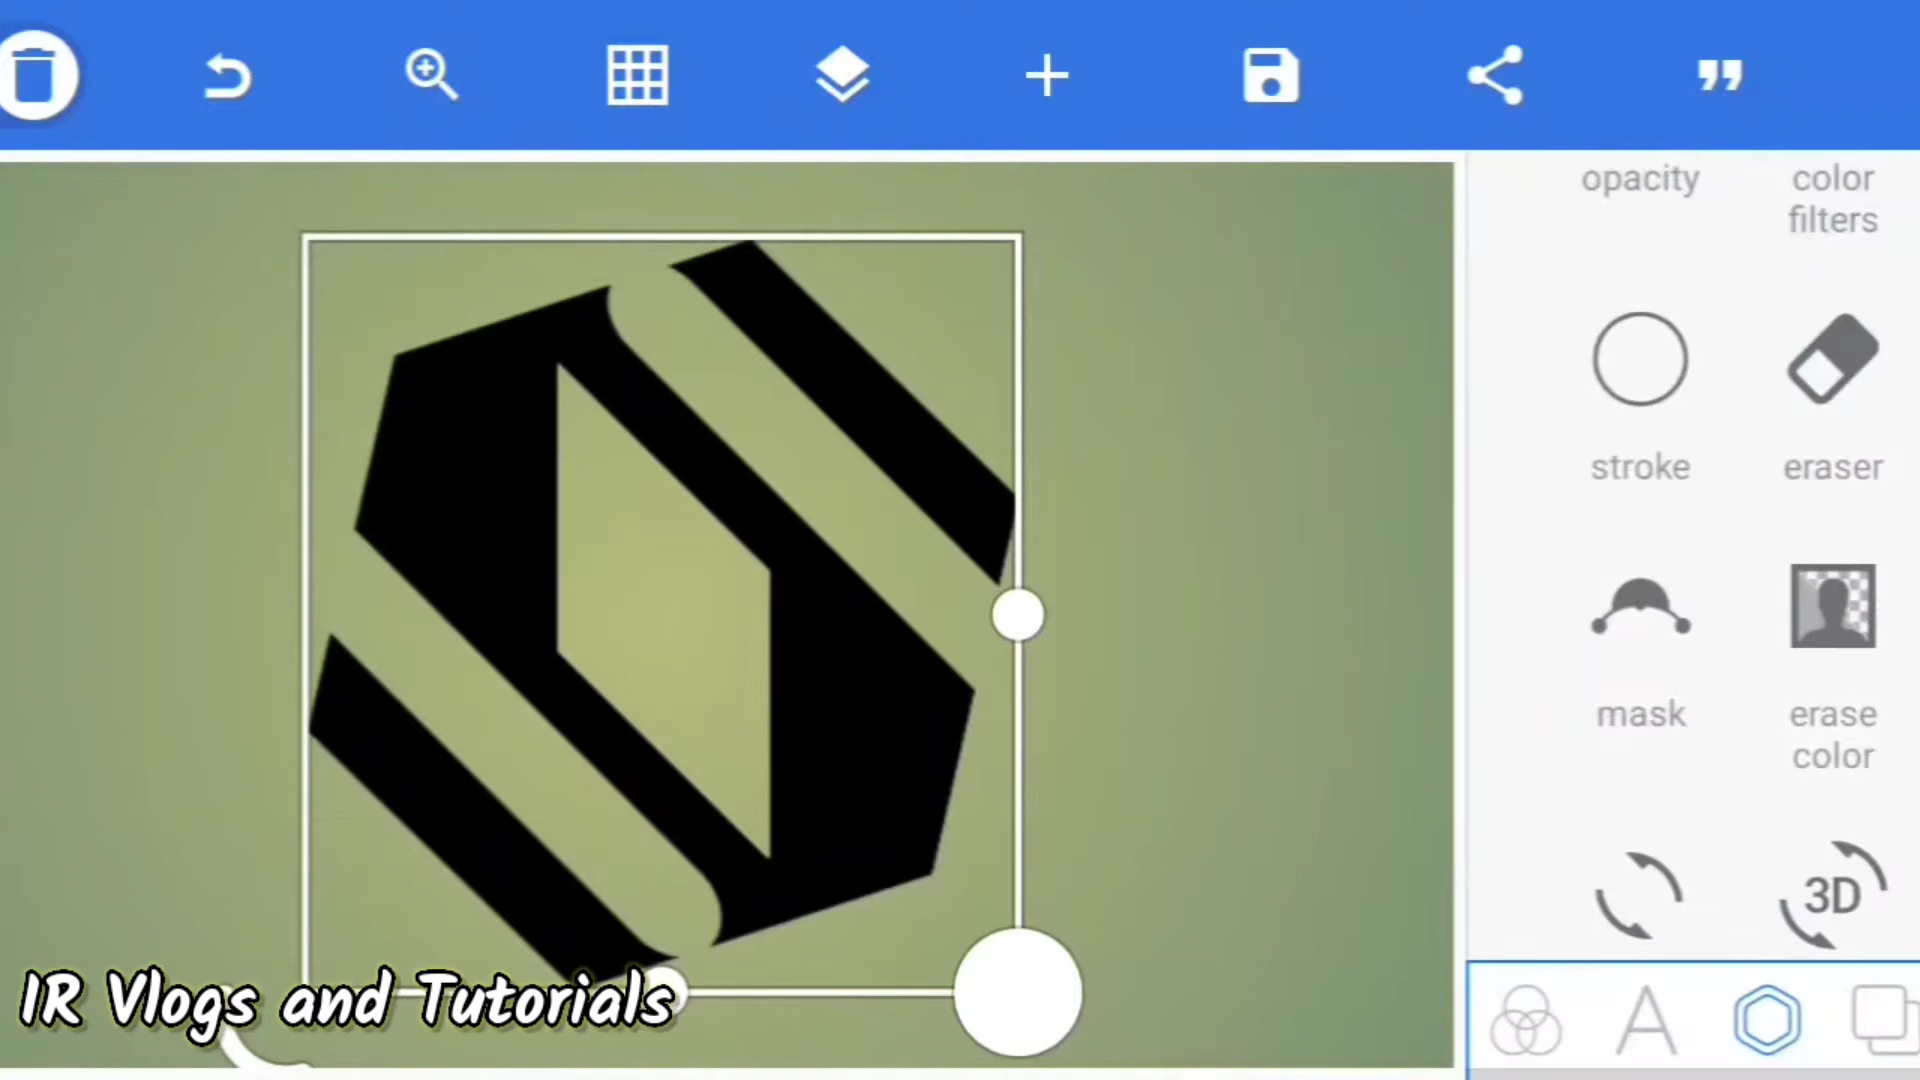 opacity
color
filters
stroke
eraser
mask
erase
color
3D
IR Vlogs and Tutorials
A